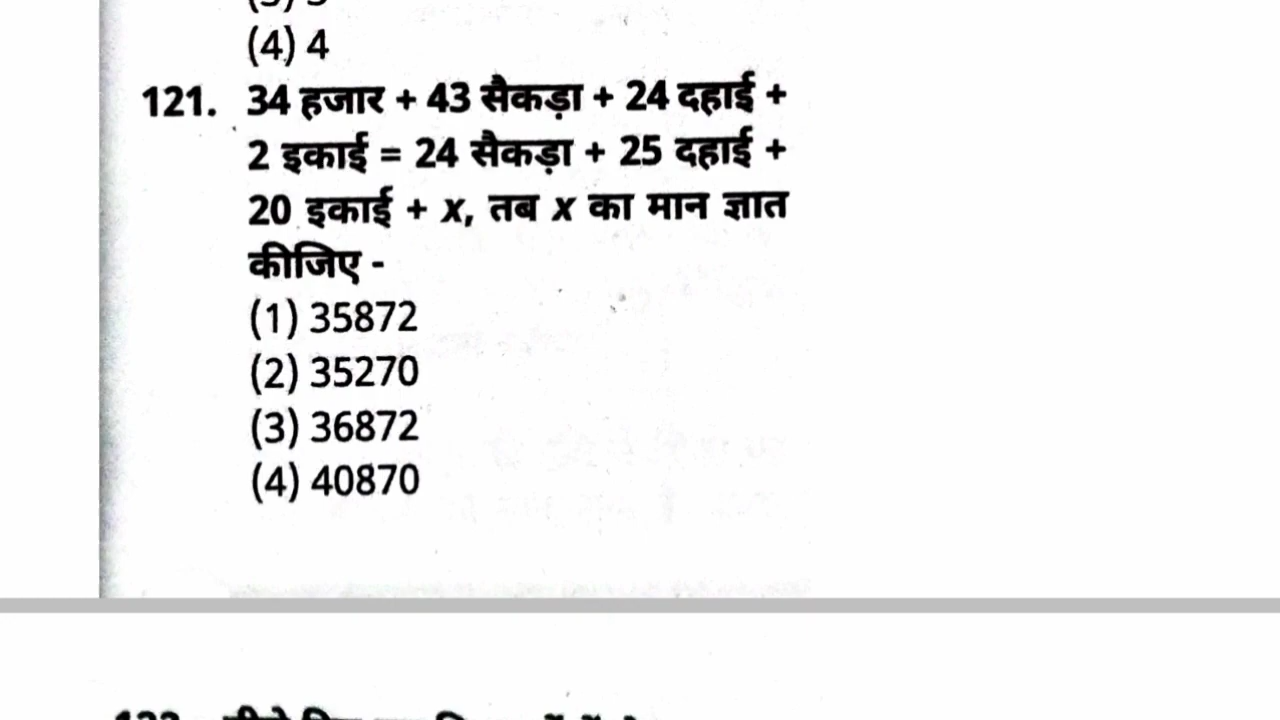 (4) 4
121. 34 हजार + 43 सैकड़ा + 24 दहाई +
2 इकाई = 24 सैकड़ा + 25 दहाई +
20 इकाई + x, तब x का मान ज्ञात
कीजिए -
(1) 35872
(2) 35270
(3) 36872
(4) 40870